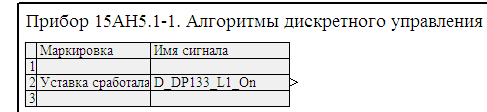 Прибор 15АН5.1-1. Алгоритмы дискретного управления
Маркировка Имя сигнала
1
2 Уставка сработала D_DP133_L1_On
3